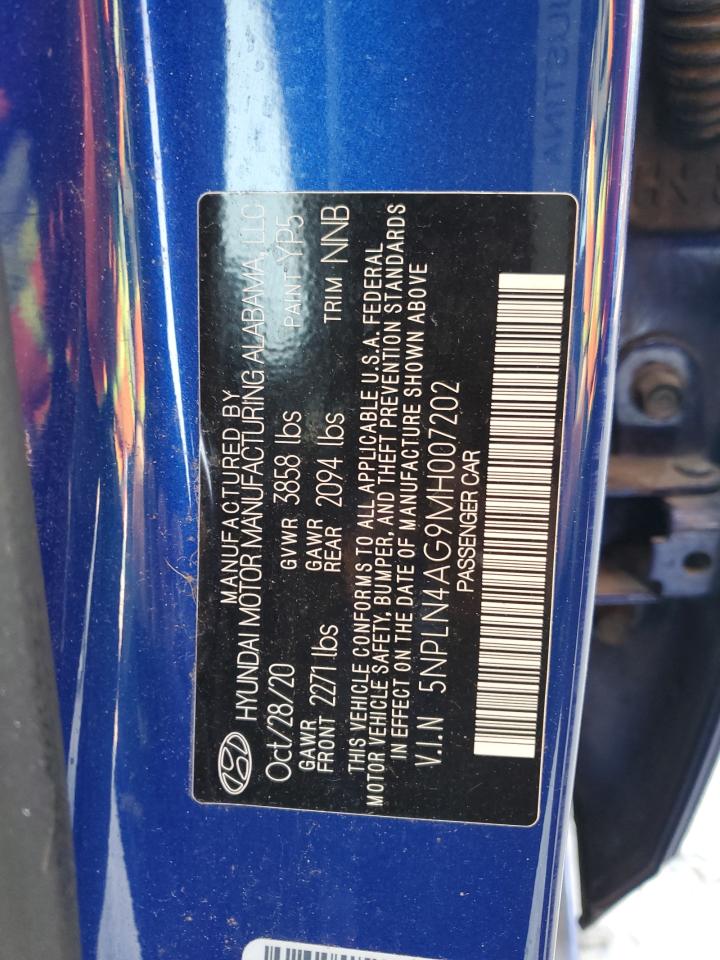 MANUFACTURED BY
HYUNDAI MOTOR MANUFACTURING ALABAMA, LLC
Oct/28/20 GVWR 3858 lbs PAINT YP5
GAWR FRONT 2271 lbs GAWR REAR 2094 lbs TRIM NNB
THIS VEHICLE CONFORMS TO ALL APPLICABLE U.S.A. FEDERAL
MOTOR VEHICLE SAFETY, BUMPER, AND THEFT PREVENTION STANDARDS
IN EFFECT ON THE DATE OF MANUFACTURE SHOWN ABOVE
V.I.N 5NPLN4AG9MH007202
PASSENGER CAR